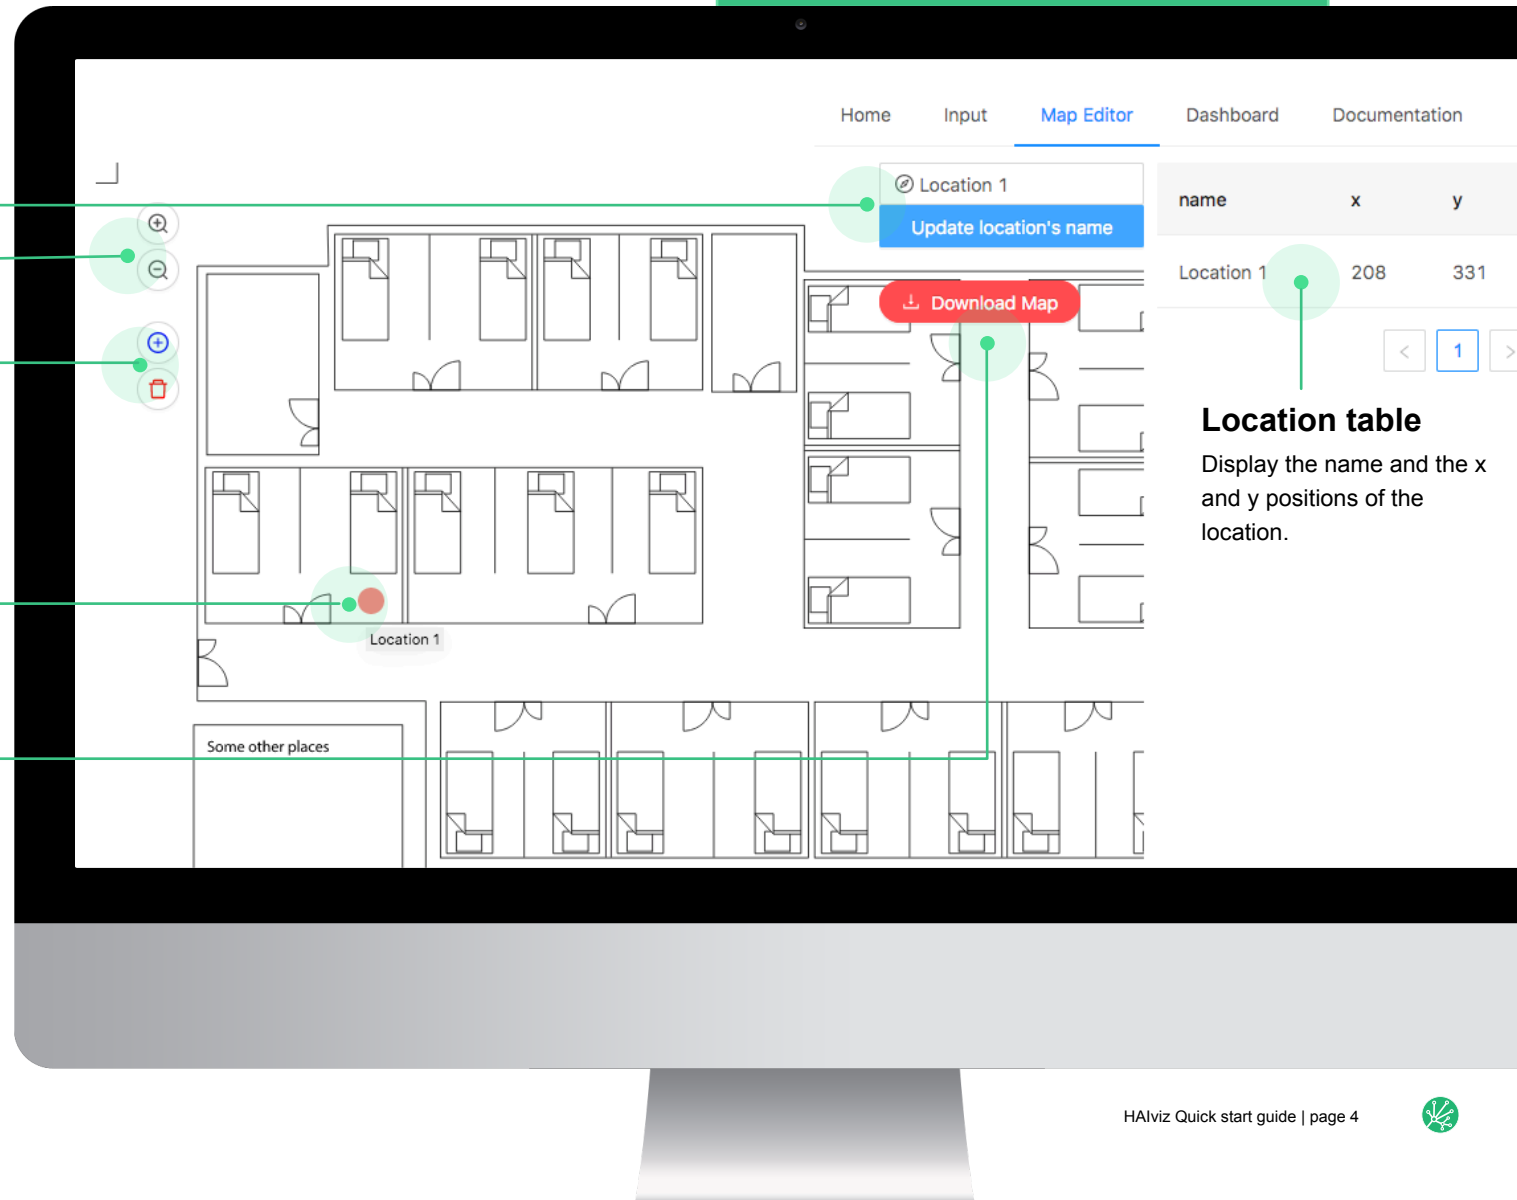 Home Input Map Editor Dashboard Documentation
Location 1
Update location's name
Download Map
name x y
Location 1 208 331
< 1 >
Location table
Display the name and the x
and y positions of the
location.
Location 1
Some other places
HAIviz Quick start guide | page 4